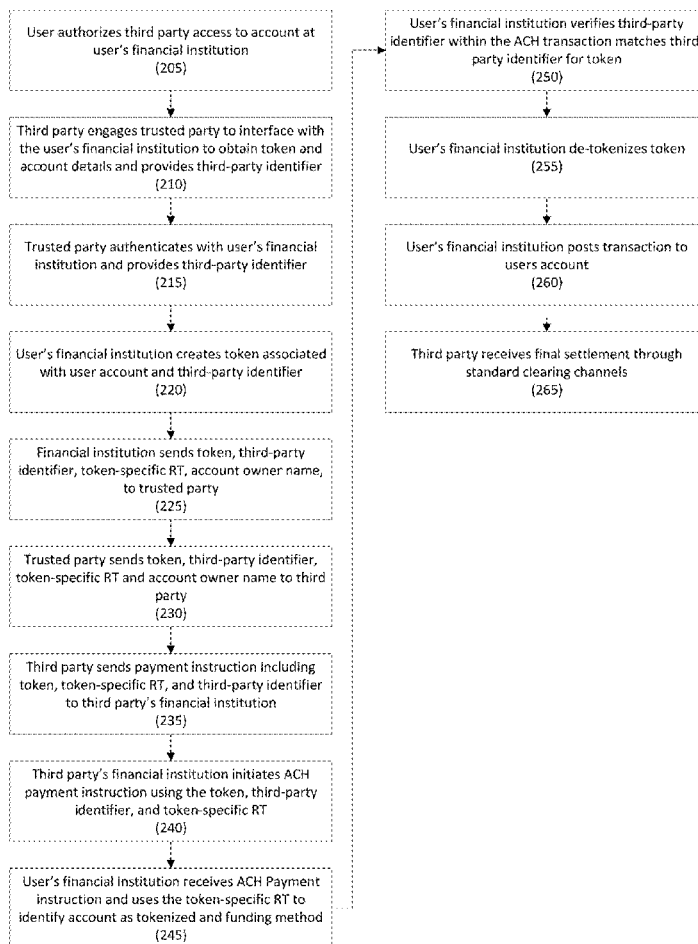 User authorizes third party access to account at
user's financial institution
(205)
Third party engages trusted party to interface with
the user's financial institution to obtain token and
account details and provides third-party identifier
(210)
Trusted party authenticates with user's financial
institution and provides third-party identifier
(215)
User's financial institution creates token associated
with user account and third-party identifier
(220)
Financial institution sends token, third-party
identifier, token-specific RT, account owner name,
to trusted party
(225)
Trusted party sends token, third-party identifier,
token-specific RT and account owner name to third
party
(230)
Third party sends payment instruction including
token, token-specific RT, and third-party identifier
to third party's financial institution
(235)
Third party's financial institution initiates ACH
payment instruction using the token, third-party
identifier, and token-specific RT
(240)
User's financial Institution receives ACH Payment
instruction and uses the token-specific RT to
identify account as tokenized and funding method
(245)
User's financial institution verifies third-party
identifier within the ACH transaction matches third
party identifier for token
(250)
User's financial institution de-tokenizes token
(255)
User's financial institution posts transaction to
users account
(260)
Third party receives final settlement through
standard clearing channels
(265)